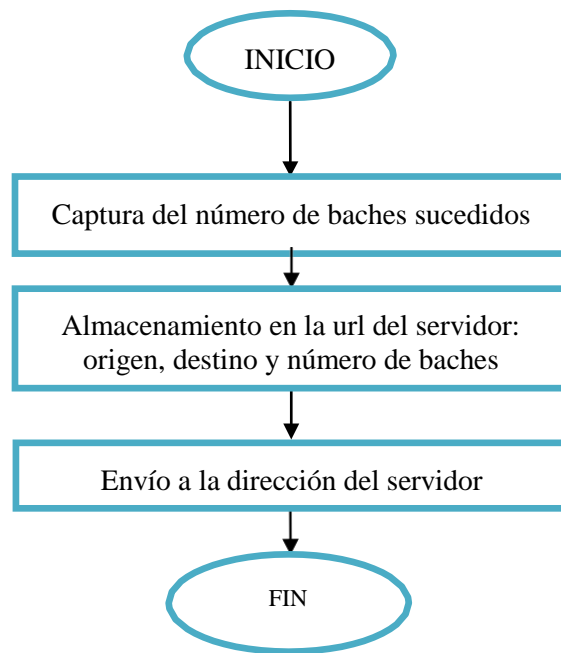 INICIO
Captura del número de baches sucedidos
Almacenamiento en la url del servidor:
origen, destino y número de baches
Envío a la dirección del servidor
FIN